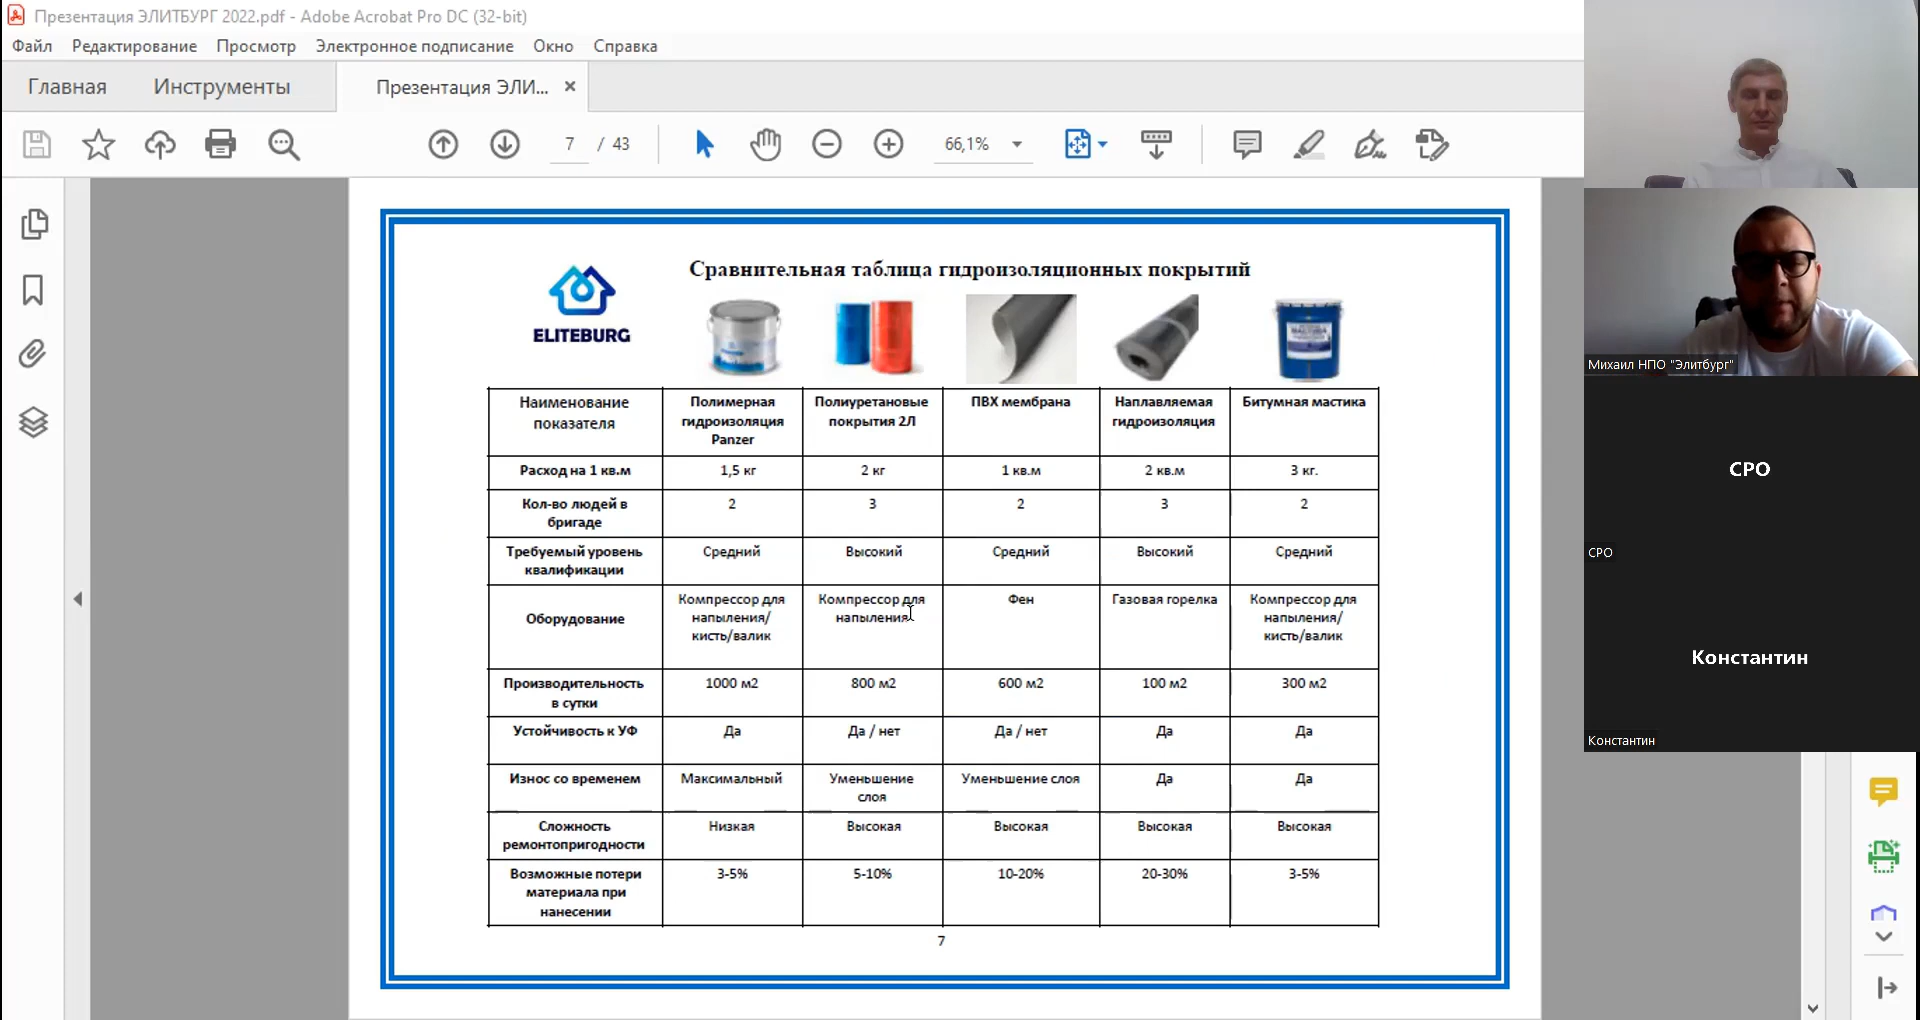 Презентация ЭЛИТБУРГ 2022.pdf - Adobe Acrobat Pro DC (32-bit)
Файл Редактирование Просмотр Электронное подписание Окно Справка
Главная Инструменты Презентация ЭЛИ... ×
7 / 43 66,1%
Сравнительная таблица гидроизоляционных покрытий
ELITEBURG
Наименование показателя Полимерная гидроизоляция Panzer Полиуретановые покрытия 2Л ПВХ мембрана Наплавляемая гидроизоляция Битумная мастика
Расход на 1 кв.м 1,5 кг 2 кг 1 кв.м 2 кв.м 3 кг.
Кол-во людей в бригаде 2 3 2 3 2
Требуемый уровень квалификации Средний Высокий Средний Высокий Средний
Оборудование Компрессор для напыления/ кисть/валик Компрессор для напыления Фен Газовая горелка Компрессор для напыления/ кисть/валик
Производительность в сутки 1000 м2 800 м2 600 м2 100 м2 300 м2
Устойчивость к УФ Да Да / нет Да / нет Да Да
Износ со временем Максимальный Уменьшение слоя Уменьшение слоя Да Да
Сложность ремонтопригодности Низкая Высокая Высокая Высокая Высокая
Возможные потери материала при нанесении 3-5% 5-10% 10-20% 20-30% 3-5%
7
Михаил НПО "Элитбург"
СРО
СРО
Константин
Константин